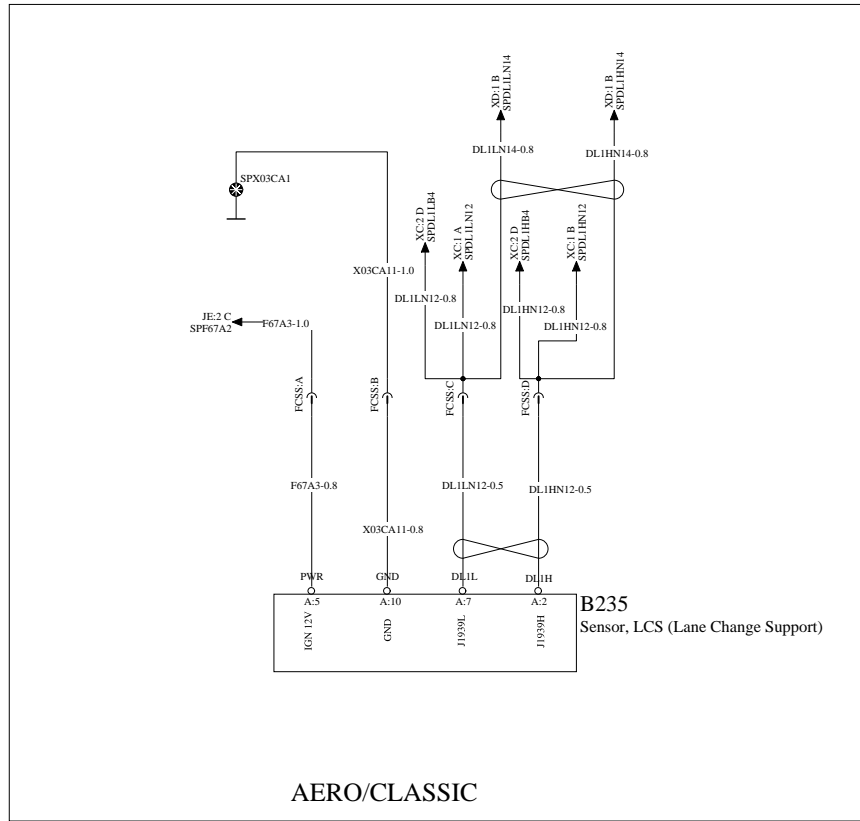 XD:1 B
SPDL1LN14
XD:1 B
SPDL1HN14
DL1LN14-0.8
DL1HN14-0.8
SPX03CA1
XC:2 D
SPDL1LB4
XC:1 A
SPDL1LN12
XC:2 D
SPDL1HB4
XC:1 B
SPDL1HN12
X03CA11-1.0
DL1LN12-0.8
DL1LN12-0.8
DL1HN12-0.8
DL1HN12-0.8
JE:2 C
SPF67A2
F67A3-1.0
FCSS:A
FCSS:B
FCSS:C
FCSS:D
F67A3-0.8
DL1LN12-0.5
DL1HN12-0.5
X03CA11-0.8
PWR
GND
DL1L
DL1H
A:5
A:10
A:7
A:2
IGN 12V
GND
J1939L
J1939H
B235
Sensor, LCS (Lane Change Support)
AERO/CLASSIC